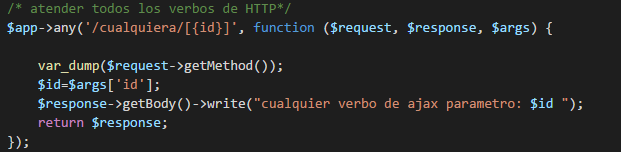 /* atender todos los verbos de HTTP*/
$app->any('/cualquiera/[{id}]', function ($request, $response, $args) {
var_dump($request->getMethod());
$id=$args['id'];
$response->getBody()->write("cualquier verbo de ajax parametro: $id ");
return $response;
});